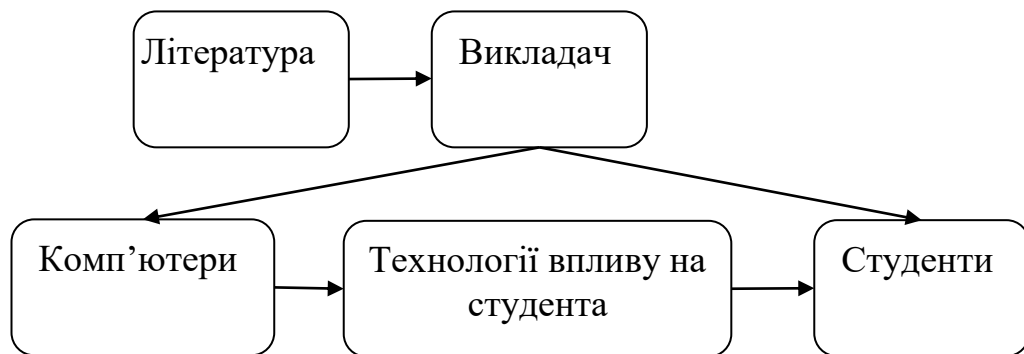 Література
Викладач
Комп’ютери
Технології впливу на
студента
Студенти